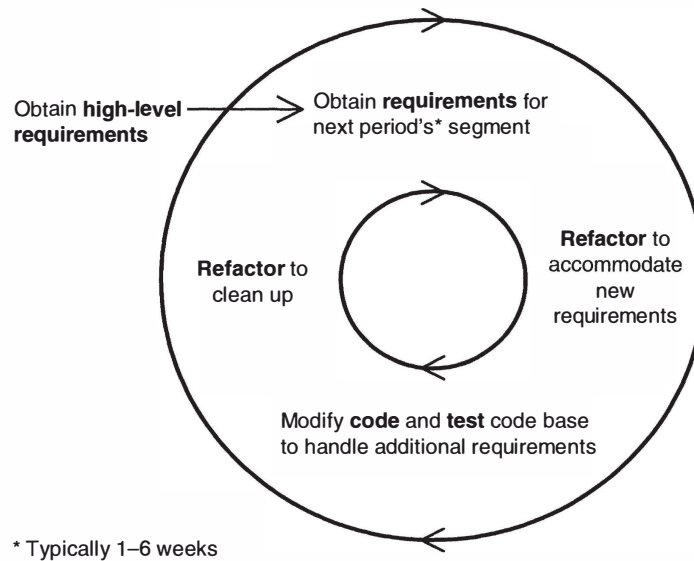 Obtain high-level
requirements
Obtain requirements for
next period's* segment
Refactor to
accommodate
new
requirements
Modify code and test code base
to handle additional requirements
Refactor to
clean up
* Typically 1–6 weeks